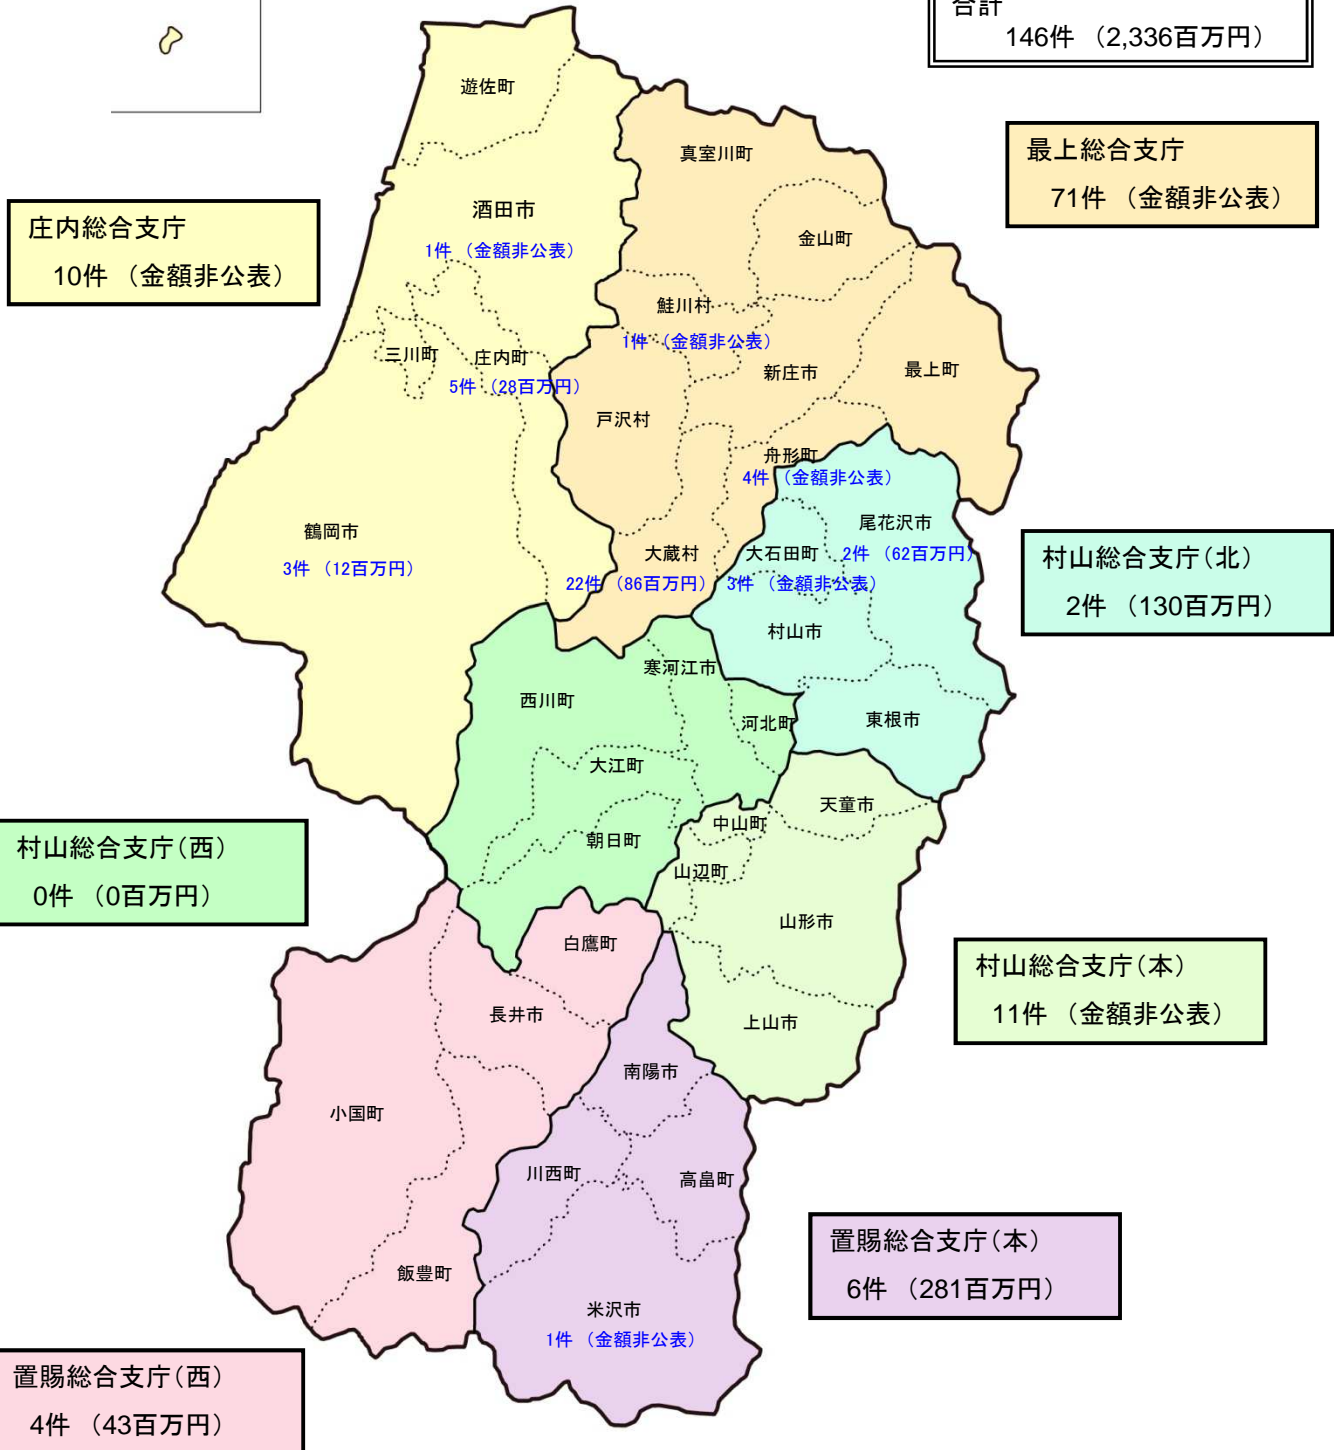 合計
146件 （2,336百万円）
遊佐町
真室川町
最上総合支庁
71件 （金額非公表）
庄内総合支庁
10件 （金額非公表）
酒田市
1件 （金額非公表）
金山町
鮭川村
1件 （金額非公表）
三川町
庄内町
5件 （28百万円）
新庄市
最上町
戸沢村
舟形町
4件 （金額非公表）
鶴岡市
3件 （12百万円）
大蔵村
22件 （86百万円）
大石田町
3件 （金額非公表）
尾花沢市
2件 （62百万円）
村山総合支庁（北）
2件 （130百万円）
村山市
寒河江市
西川町
河北町
東根市
大江町
天童市
中山町
朝日町
山辺町
村山総合支庁（西）
0件 （0百万円）
山形市
白鷹町
村山総合支庁（本）
11件 （金額非公表）
長井市
上山市
南陽市
小国町
川西町
高畠町
置賜総合支庁（本）
6件 （281百万円）
飯豊町
米沢市
1件 （金額非公表）
置賜総合支庁（西）
4件 （43百万円）